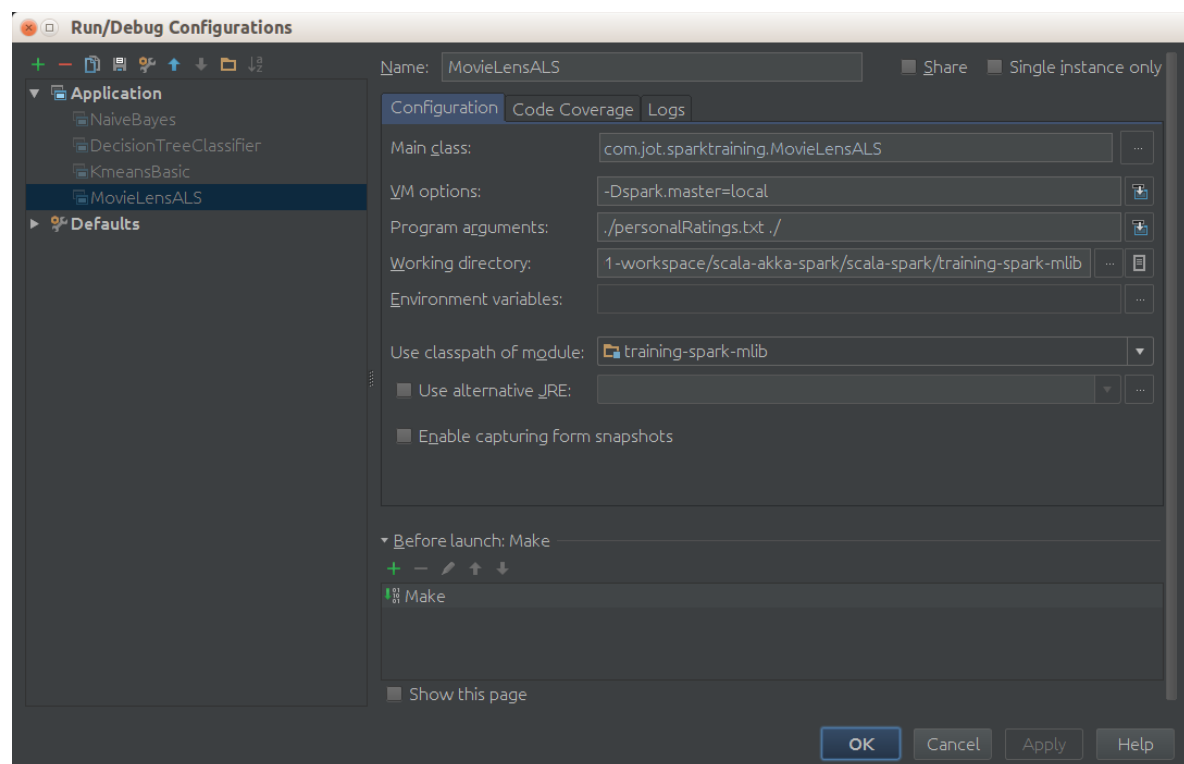 Run/Debug Configurations
Name: MovieLensALS Share Single instance only
Application
NaiveBayes
DecisionTreeClassifier
KmeansBasic
MovieLensALS
Defaults
Configuration Code Coverage Logs
Main class: com.jot.sparktraining.MovieLensALS ...
VM options: -Dspark.master=local
Program arguments: ./personalRatings.txt ./
Working directory: 1-workspace/scala-akka-spark/scala-spark/training-spark-mlib ...
Environment variables: ...
Use classpath of module: training-spark-mlib
Use alternative JRE: ...
Enable capturing form snapshots
Before launch: Make
Make
Show this page
OK Cancel Apply Help